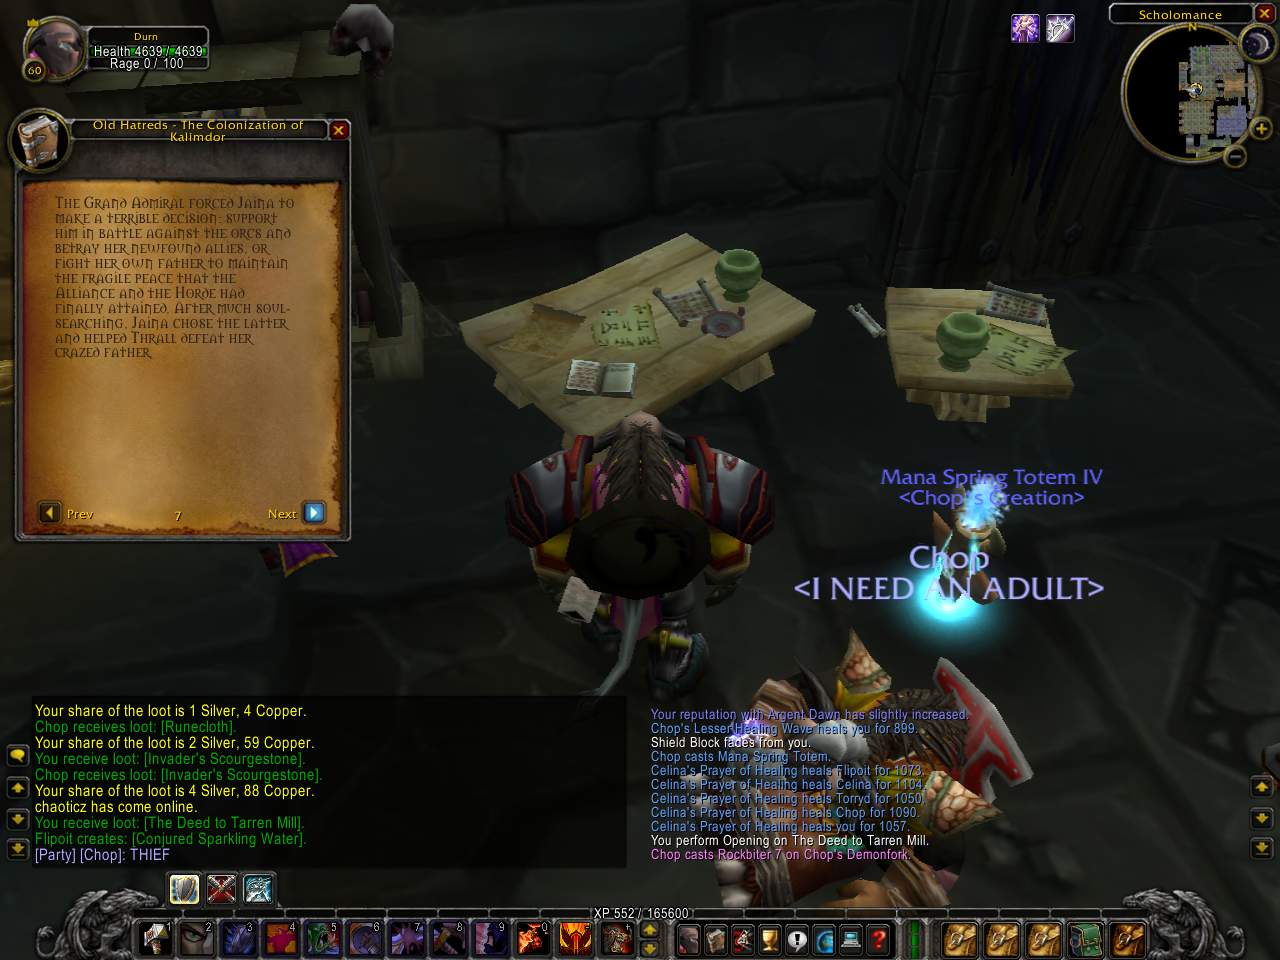 Durn
Health 4639 / 4639
60
Rage 0 / 100
Scholomance
N
Old Hatreds - The Colonization of
Kalimdor
The Grand Admiral forced Jaina to
make a terrible decision: support
him in battle against the orcs and
betray her newfound allies, or
fight her own father to maintain
the fragile peace that the
Alliance and the Horde had
finally attained. After much soul-
searching, Jaina chose the latter
and helped Thrall defeat her
crazed father
Prev
7
Next
Mana Spring Totem IV
<Chop's Creation>
Chop
<I NEED AN ADULT>
Your share of the loot is 1 Silver, 4 Copper.
Chop receives loot: [Runecloth].
Your share of the loot is 2 Silver, 59 Copper.
You receive loot: [Invader's Scourgestone].
Chop receives loot: [Invader's Scourgestone].
Your share of the loot is 4 Silver, 88 Copper.
chaoticz has come online.
You receive loot: [The Deed to Tarren Mill].
Flipoit creates: [Conjured Sparkling Water].
[Party] [Chop]: THIEF
Your reputation with Argent Dawn has slightly increased.
Chop's Lesser Healing Wave heals you for 899.
Shield Block fades from you.
Chop casts Mana Spring Totem.
Celina's Prayer of Healing heals Flipoit for 1073.
Celina's Prayer of Healing heals Celina for 1104.
Celina's Prayer of Healing heals Torryd for 1050.
Celina's Prayer of Healing heals Chop for 1090.
Celina's Prayer of Healing heals you for 1057.
You perform Opening on The Deed to Tarren Mill.
Chop casts Rockbiter 7 on Chop's Demonfork.
XP 552 / 165600
1 2 3 4 5 6 7 8 9 0 - =